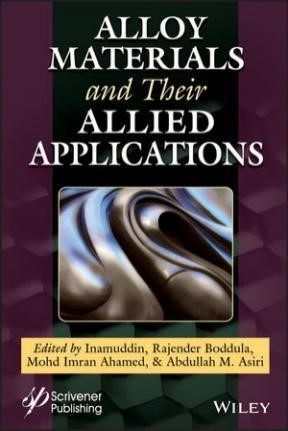 ALLOY
MATERIALS
and Their
ALLIED
APPLICATIONS
Edited by Inamuddin, Rajender Boddula,
Mohd Imran Ahamed, & Abdullah M. Asiri
Scrivener
Publishing
WILEY